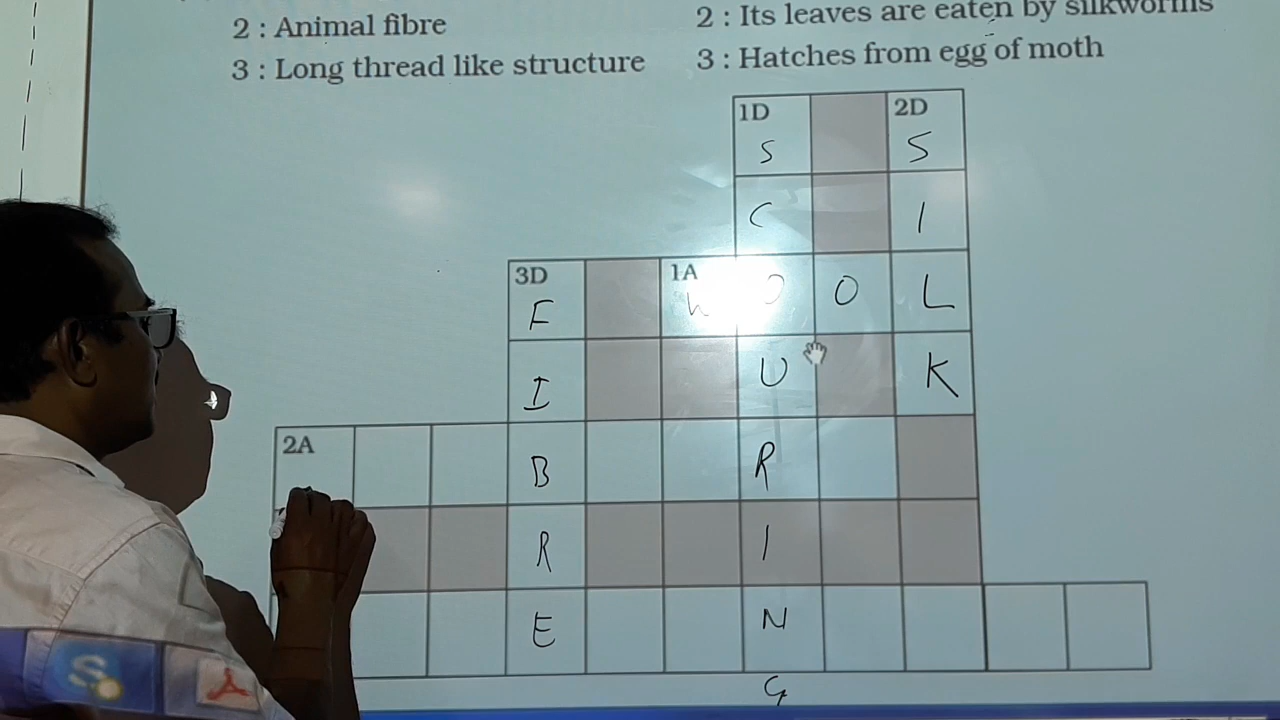 2 : Animal fibre
2 : Its leaves are eaten by silkworms
3 : Long thread like structure
3 : Hatches from egg of moth
1D 2D
S S
C I
3D 1A
F W O O L
I U K
2A
B R
R I
E N
G